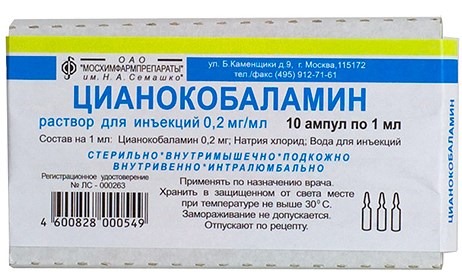 ОАО
"МОСХИМФАРМПРЕПАРАТЫ"
им. Н.А. Семашко
ул. Б.Каменщики д.9, г. Москва,115172
тел./факс (495) 912-71-61
ЦИАНОКОБАЛАМИН
раствор для инъекций 0,2 мг/мл
10 ампул по 1 мл
Состав на 1 мл: Цианокобаламин 0,2 мг; Натрия хлорид; Вода для инъекций
СТЕРИЛЬНО*ВНУТРИМЫШЕЧНО*ПОДКОЖНО
ВНУТРИВЕННО*ИНТРАЛЮМБАЛЬНО
Регистрационное удостоверение
№ ЛС - 000263
4 600828 000549
Применять по назначению врача.
Хранить в защищенном от света месте
при температуре не выше 30°С.
Замораживание не допускается.
Отпускают по рецепту.
ЦИАНОКОБАЛАМИН